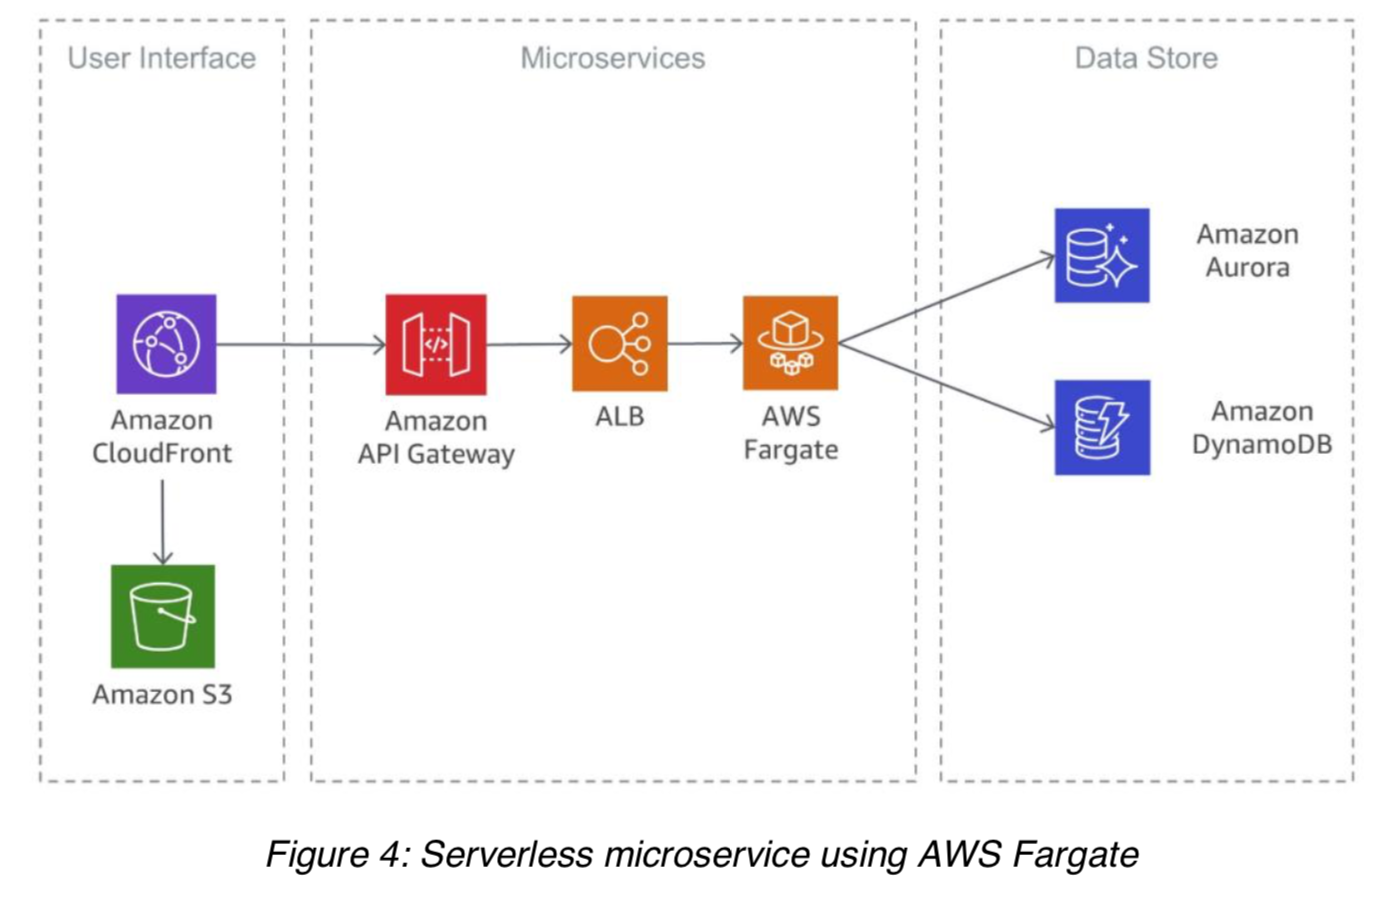 User Interface
Microservices
Data Store
Amazon
CloudFront
Amazon S3
Amazon
API Gateway
ALB
AWS
Fargate
Amazon
Aurora
Amazon
DynamoDB
Figure 4: Serverless microservice using AWS Fargate